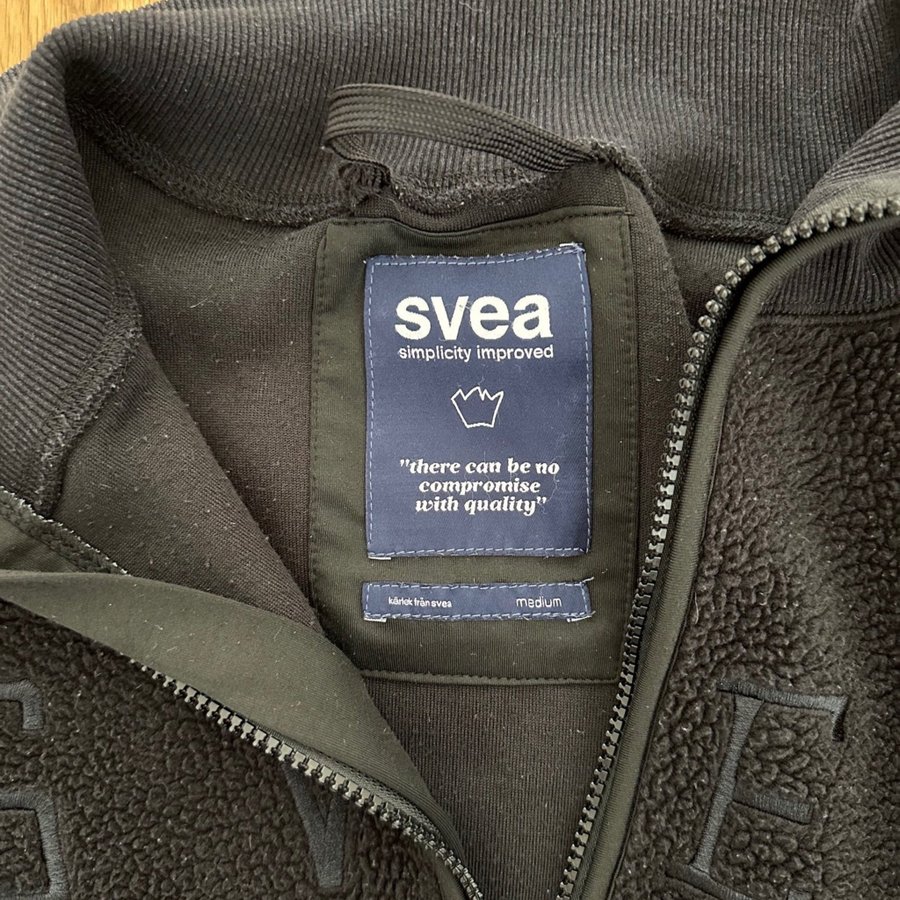 svea
simplicity improved
"there can be no
compromise
with quality"
kärlek från svea
medium
S V E